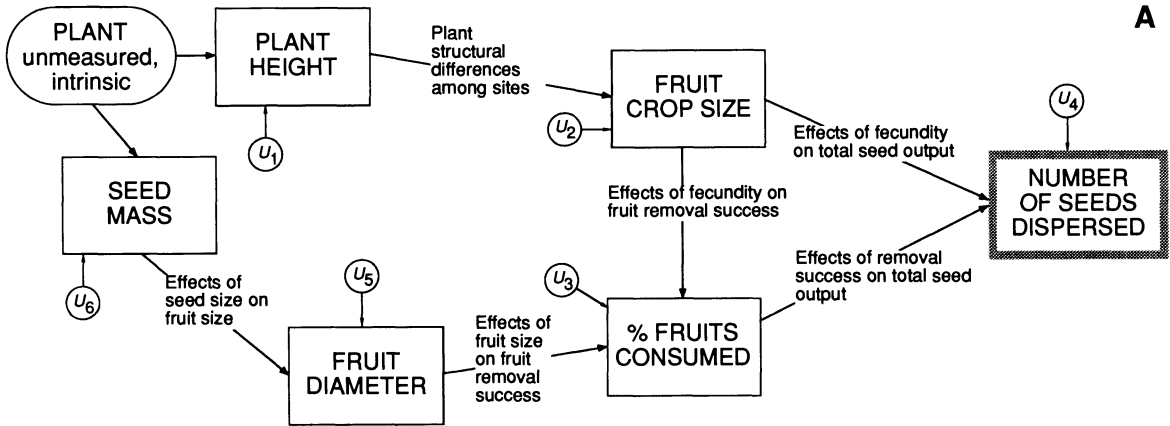 A
PLANT
unmeasured,
intrinsic
PLANT
HEIGHT
Plant
structural
differences
among sites
FRUIT
CROP SIZE
U1
U2
U4
Effects of fecundity
on total seed output
NUMBER
OF SEEDS
DISPERSED
SEED
MASS
Effects of fecundity on
fruit removal success
Effects of removal
success on total seed
output
U6
Effects of
seed size on
fruit size
U5
U3
FRUIT
DIAMETER
Effects of
fruit size
on fruit
removal
success
% FRUITS
CONSUMED